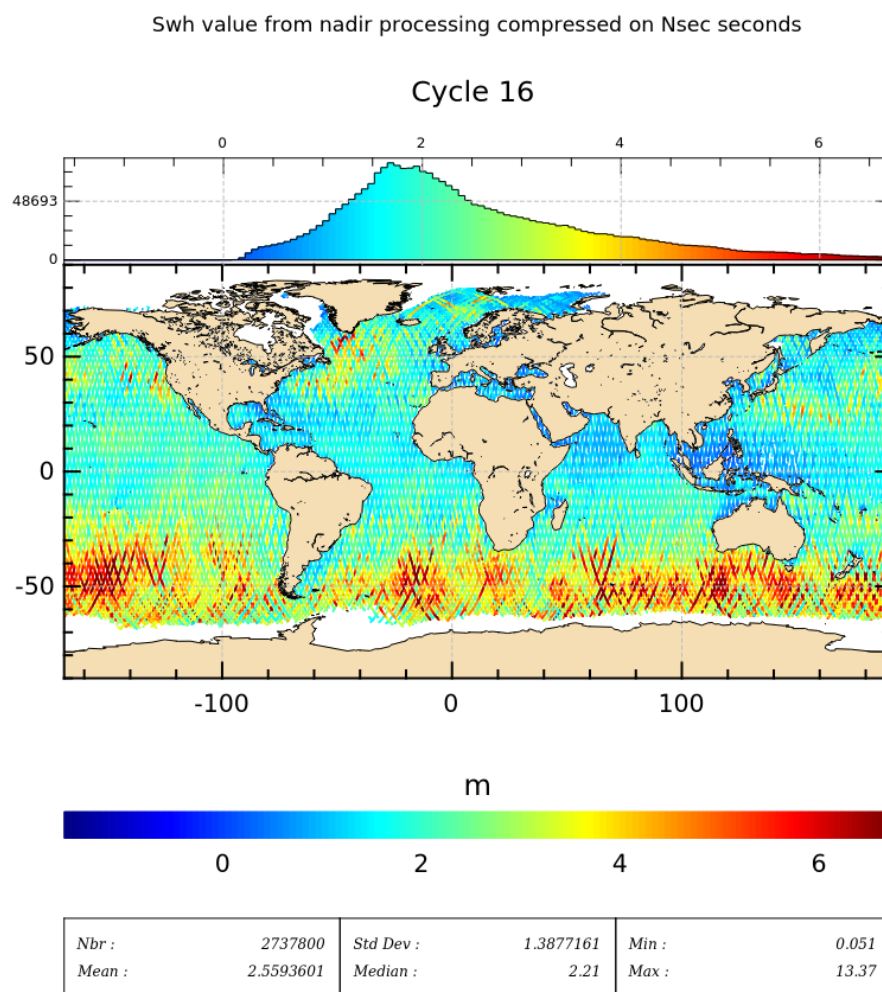 Swh value from nadir processing compressed on Nsec seconds
Cycle 16
0 2 4 6
48693
0
50
0
-50
-100 0 100
m
0 2 4 6
Nbr : 2737800 Std Dev : 1.3877161 Min : 0.051
Mean : 2.5593601 Median : 2.21 Max : 13.37